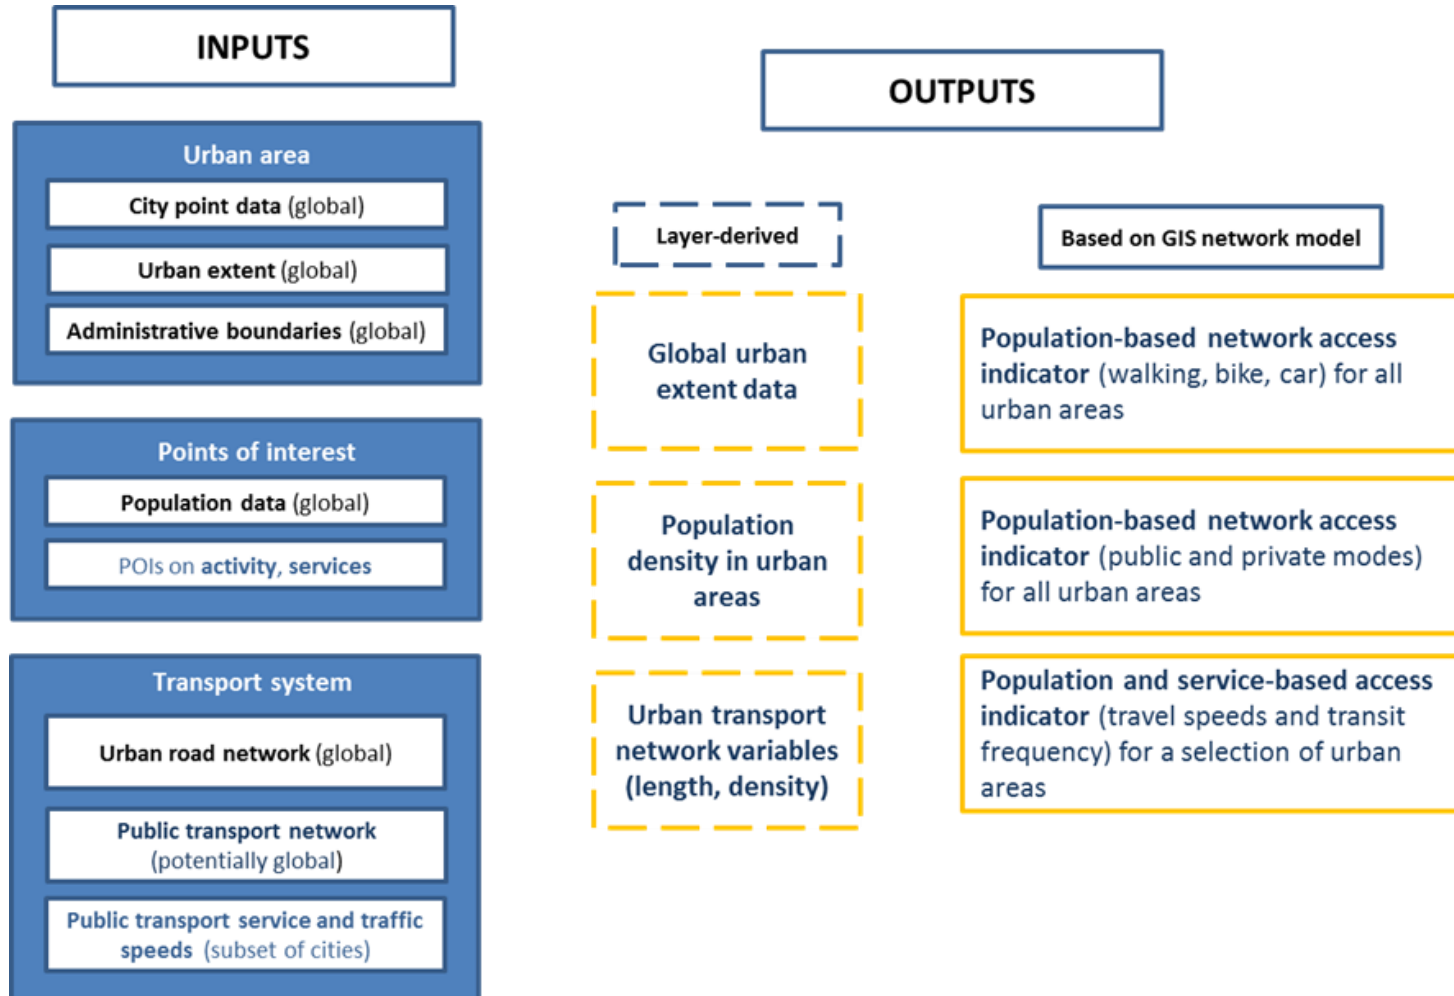 INPUTS
Urban area
City point data (global)
Urban extent (global)
Administrative boundaries (global)
Points of interest
Population data (global)
POIs on activity, services
Transport system
Urban road network (global)
Public transport network
(potentially global)
Public transport service and traffic
speeds (subset of cities)
OUTPUTS
Layer-derived
Global urban
extent data
Population
density in urban
areas
Urban transport
network variables
(length, density)
Based on GIS network model
Population-based network access
indicator (walking, bike, car) for all
urban areas
Population-based network access
indicator (public and private modes)
for all urban areas
Population and service-based access
indicator (travel speeds and transit
frequency) for a selection of urban
areas